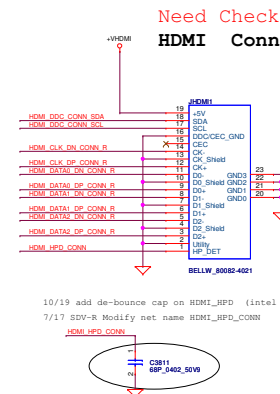 Need Check
HDMI Conn
+VHDMI
JHDMI1
19 +5V
HDMI_DDC_CONN_SDA 18 SDA
HDMI_DDC_CONN_SCL 17 SCL
16 DDC/CEC_GND
15 CEC
HDMI_CLK_DN_CONN_R 14 CK-
13 CK_Shield
HDMI_CLK_DP_CONN_R 12 CK+
HDMI_DATA0_DN_CONN_R 11 D0- GND3 23
10 D0_Shield GND2 22
HDMI_DATA0_DP_CONN_R 9 D0+ GND1 21
HDMI_DATA1_DN_CONN_R 8 D1- GND0 20
7 D1_Shield
HDMI_DATA1_DP_CONN_R 6 D1+
HDMI_DATA2_DN_CONN_R 5 D2-
4 D2_Shield
HDMI_DATA2_DP_CONN_R 3 D2+
2 Utility
HDMI_HPD_CONN 1 HP_DET
BELLW_80082-4021
10/19 add de-bounce cap on HDMI_HPD (intel
7/17 SDV-R Modify net name HDMI_HPD_CONN
HDMI_HPD_CONN
1
C3811
68P_0402_50V9
2